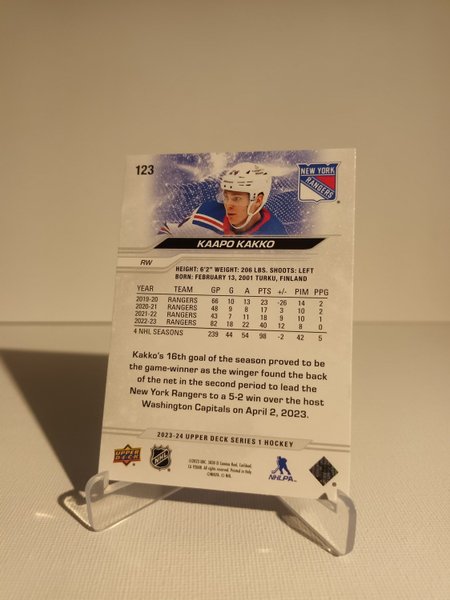 123
NEW YORK
RANGERS
KAAPO KAKKO
RW
HEIGHT: 6'2" WEIGHT: 206 LBS. SHOOTS: LEFT
BORN: FEBRUARY 13, 2001 TURKU, FINLAND
YEAR TEAM GP G A PTS +/- PIM PPG
2019-20 RANGERS 66 10 13 23 -26 14 2
2020-21 RANGERS 48 9 8 17 3 10 2
2021-22 RANGERS 43 7 11 18 9 10 1
2022-23 RANGERS 82 18 22 40 12 8 0
4 NHL SEASONS 239 44 54 98 -2 42 5
Kakko's 16th goal of the season proved to be
the game-winner as the winger found the back
of the net in the second period to lead the
New York Rangers to a 5-2 win over the host
Washington Capitals on April 2, 2023.
2023-24 UPPER DECK SERIES 1 HOCKEY
UPPER DECK
NHL
NHLPA